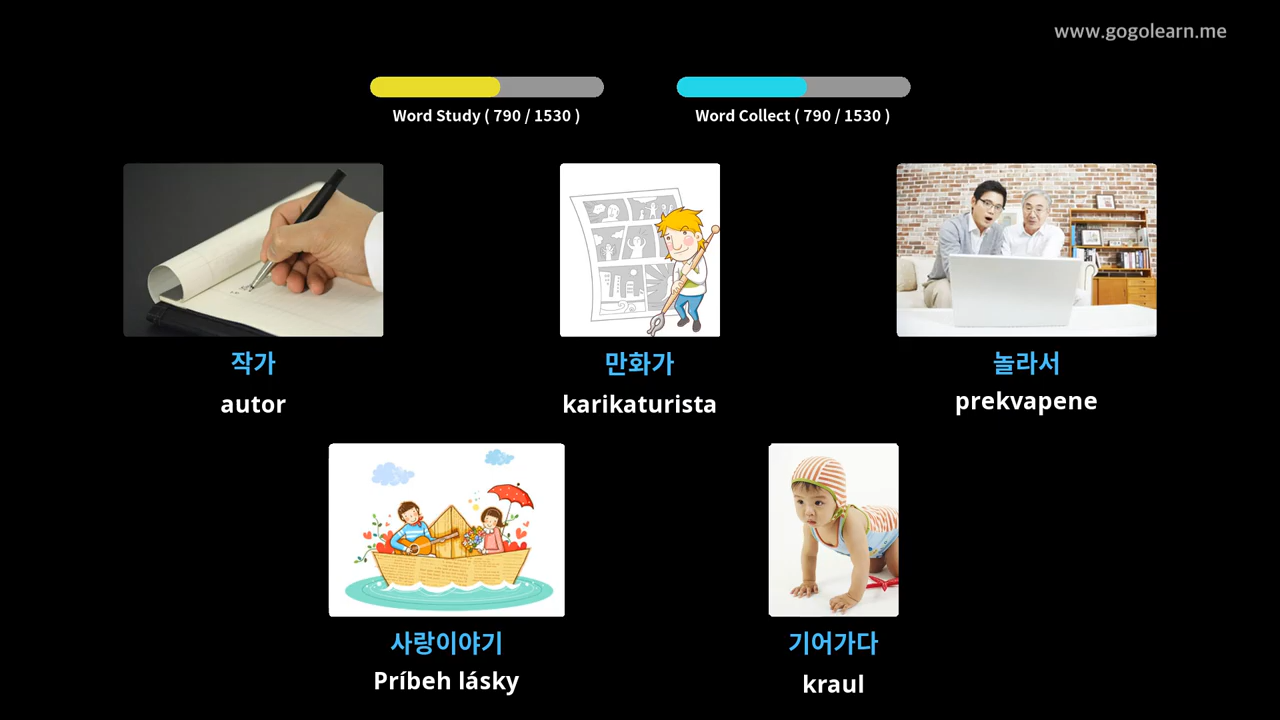 www.gogolearn.me
Word Study ( 790 / 1530 )
Word Collect ( 790 / 1530 )
작가
autor
만화가
karikaturista
놀라서
prekvapene
사랑이야기
Príbeh lásky
기어가다
kraul